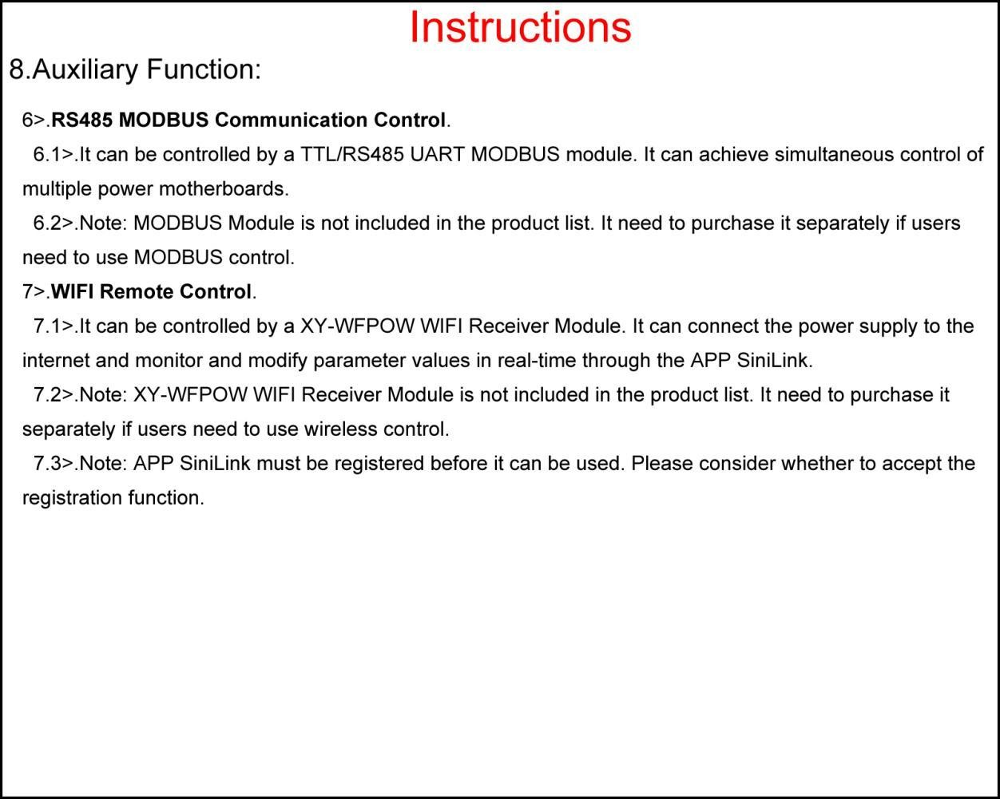 Instructions
8.Auxiliary Function:
6>.RS485 MODBUS Communication Control.
6.1>.It can be controlled by a TTL/RS485 UART MODBUS module. It can achieve simultaneous control of
multiple power motherboards.
6.2>.Note: MODBUS Module is not included in the product list. It need to purchase it separately if users
need to use MODBUS control.
7>.WIFI Remote Control.
7.1>.It can be controlled by a XY-WFPOW WIFI Receiver Module. It can connect the power supply to the
internet and monitor and modify parameter values in real-time through the APP SiniLink.
7.2>.Note: XY-WFPOW WIFI Receiver Module is not included in the product list. It need to purchase it
separately if users need to use wireless control.
7.3>.Note: APP SiniLink must be registered before it can be used. Please consider whether to accept the
registration function.